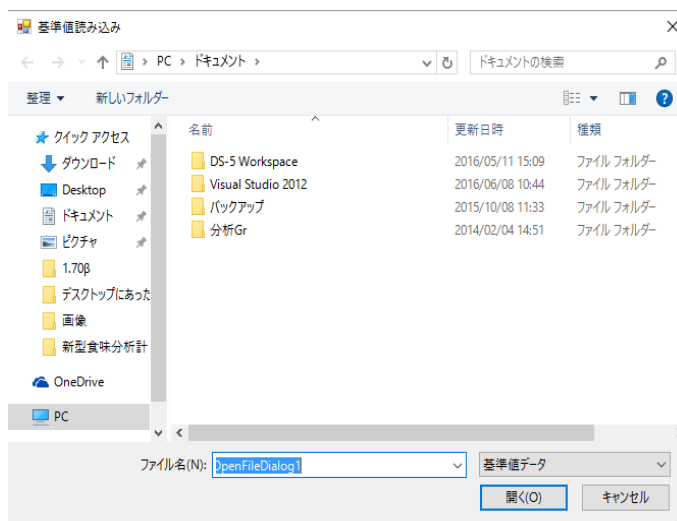 基準値読み込み
PC › ドキュメント ›
ドキュメントの検索
整理
新しいフォルダー
名前
更新日時
種類
クイック アクセス
ダウンロード
Desktop
ドキュメント
ピクチャ
1.70β
デスクトップにあった
画像
新型食味分析計
OneDrive
PC
DS-5 Workspace 2016/05/11 15:09 ファイル フォルダー
Visual Studio 2012 2016/06/08 10:44 ファイル フォルダー
バックアップ 2015/10/08 11:33 ファイル フォルダー
分析Gr 2014/02/04 14:51 ファイル フォルダー
ファイル名(N): OpenFileDialog1
基準値データ
開く(O)
キャンセル